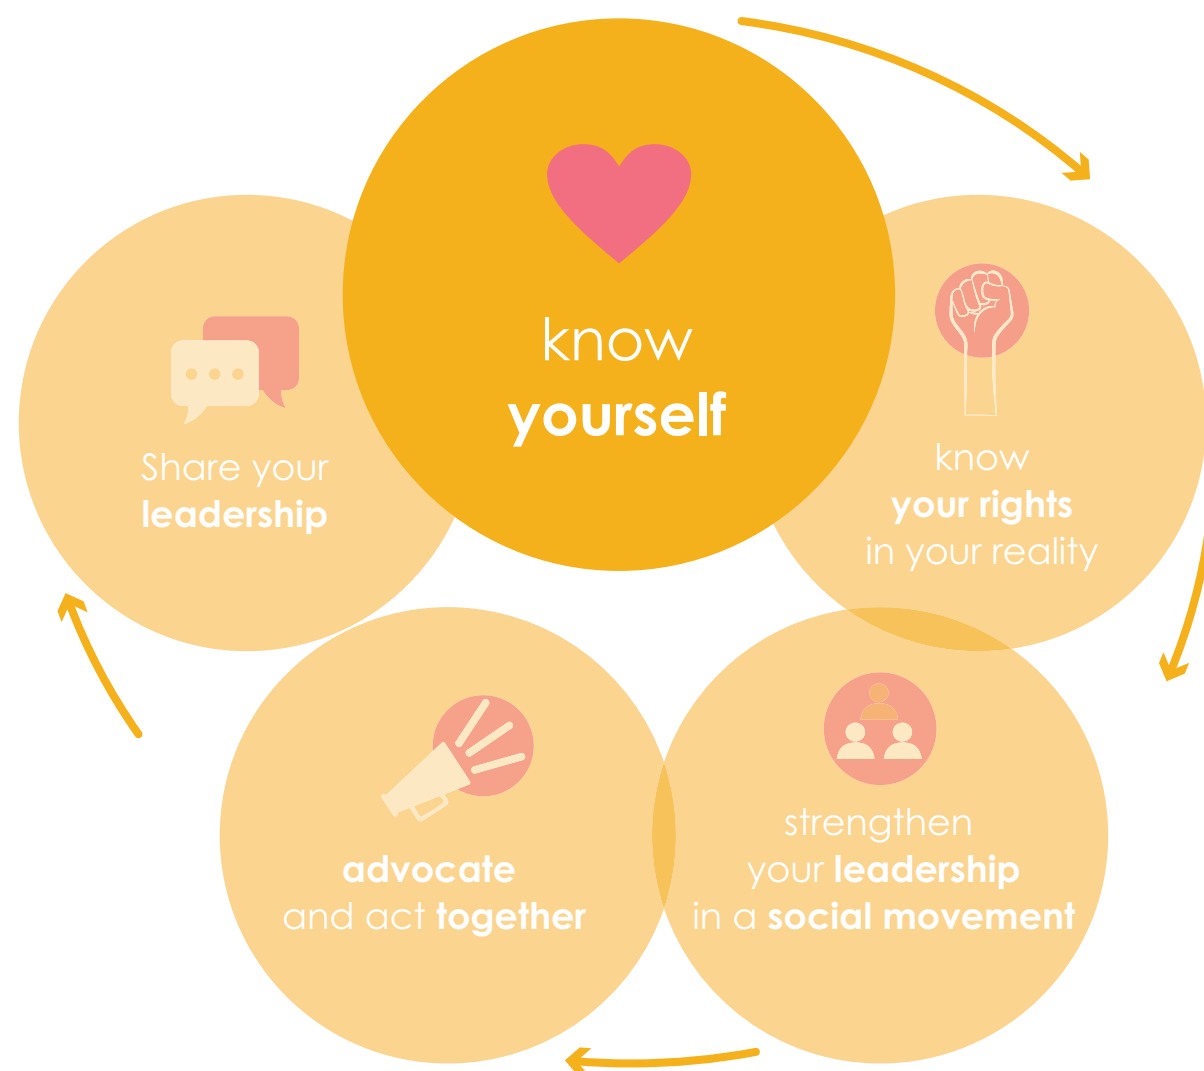 know
yourself
know
your rights
in your reality
strengthen
your leadership
in a social movement
advocate
and act together
Share your
leadership